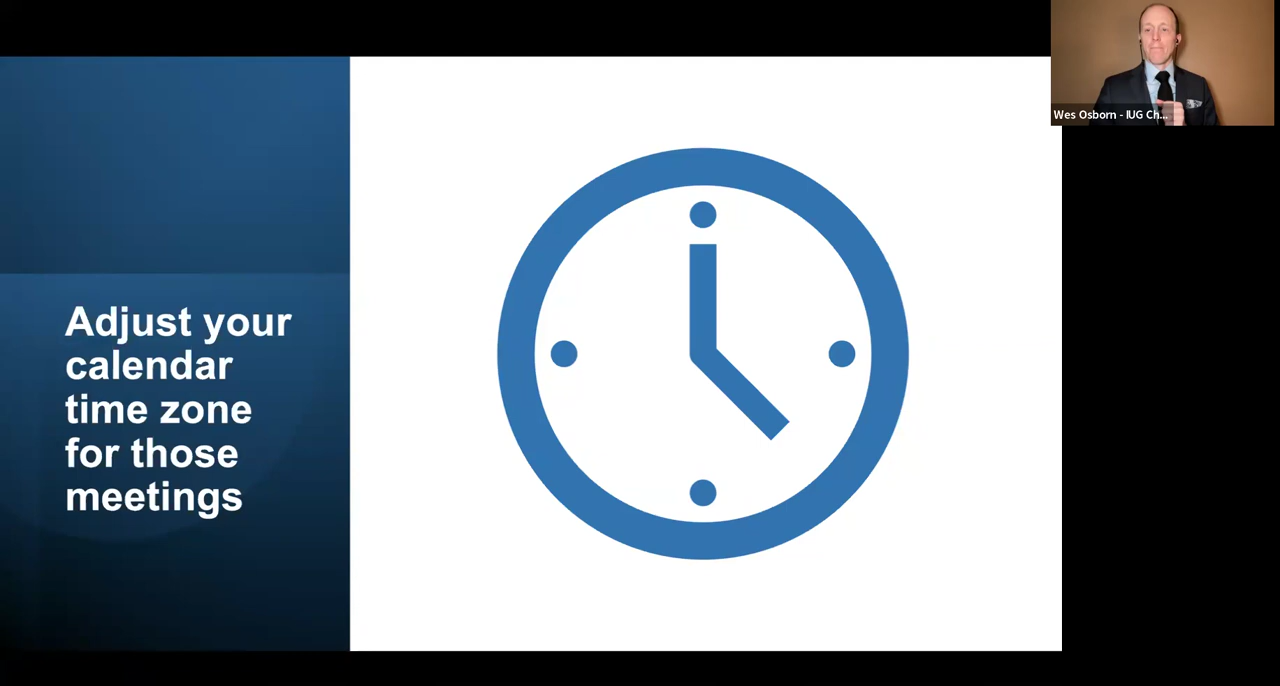 Wes Osborn - IUG Ch...
Adjust your
calendar
time zone
for those
meetings